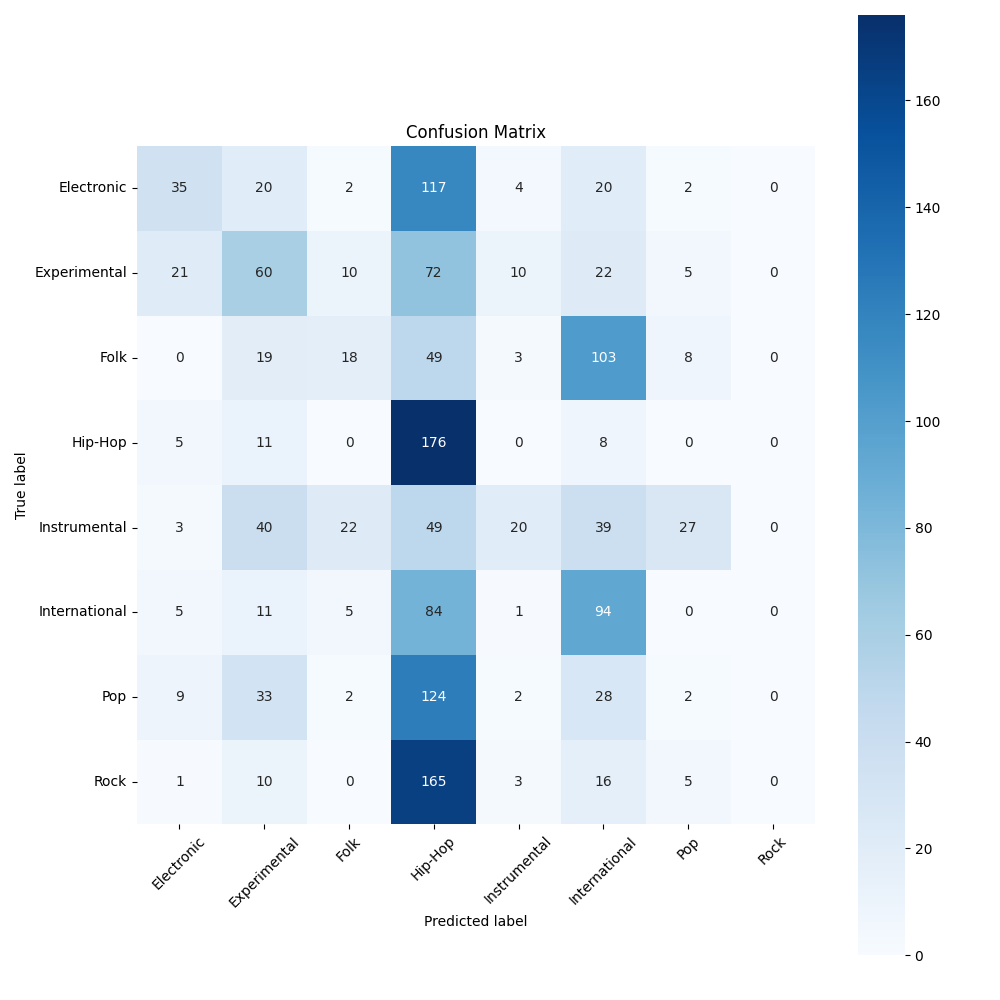 Confusion Matrix
Electronic 35 20 2 117 4 20 2 0
Experimental 21 60 10 72 10 22 5 0
Folk 0 19 18 49 3 103 8 0
Hip-Hop 5 11 0 176 0 8 0 0
Instrumental 3 40 22 49 20 39 27 0
International 5 11 5 84 1 94 0 0
Pop 9 33 2 124 2 28 2 0
Rock 1 10 0 165 3 16 5 0
True label
Electronic Experimental Folk Hip-Hop Instrumental International Pop Rock
Predicted label
160
140
120
100
80
60
40
20
0